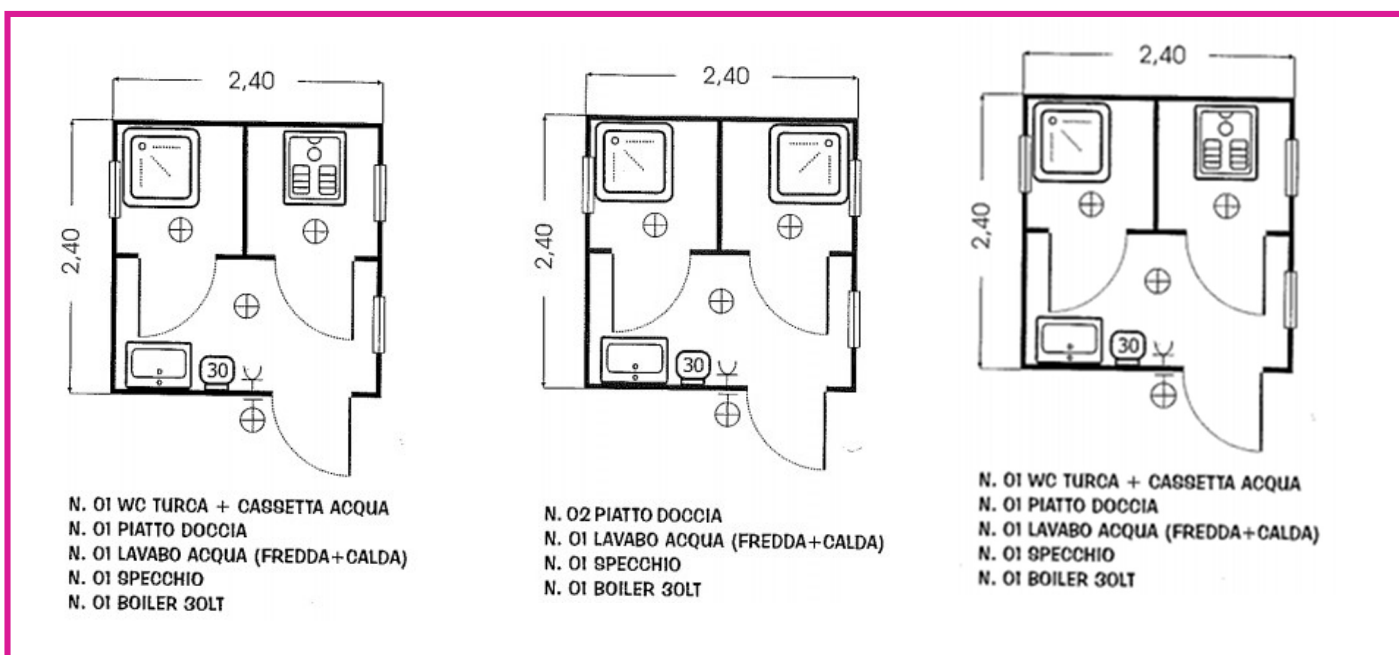 2,40
2,40
30
N. 01 WC TURCA + CASSETTA ACQUA
N. 01 PIATTO DOCCIA
N. 01 LAVABO ACQUA (FREDDA+CALDA)
N. 01 SPECCHIO
N. 01 BOILER 30LT
2,40
2,40
30
N. 02 PIATTO DOCCIA
N. 01 LAVABO ACQUA (FREDDA+CALDA)
N. 01 SPECCHIO
N. 01 BOILER 30LT
2,40
2,40
30
N. 01 WC TURCA + CASSETTA ACQUA
N. 01 PIATTO DOCCIA
N. 01 LAVABO ACQUA (FREDDA+CALDA)
N. 01 SPECCHIO
N. 01 BOILER 30LT